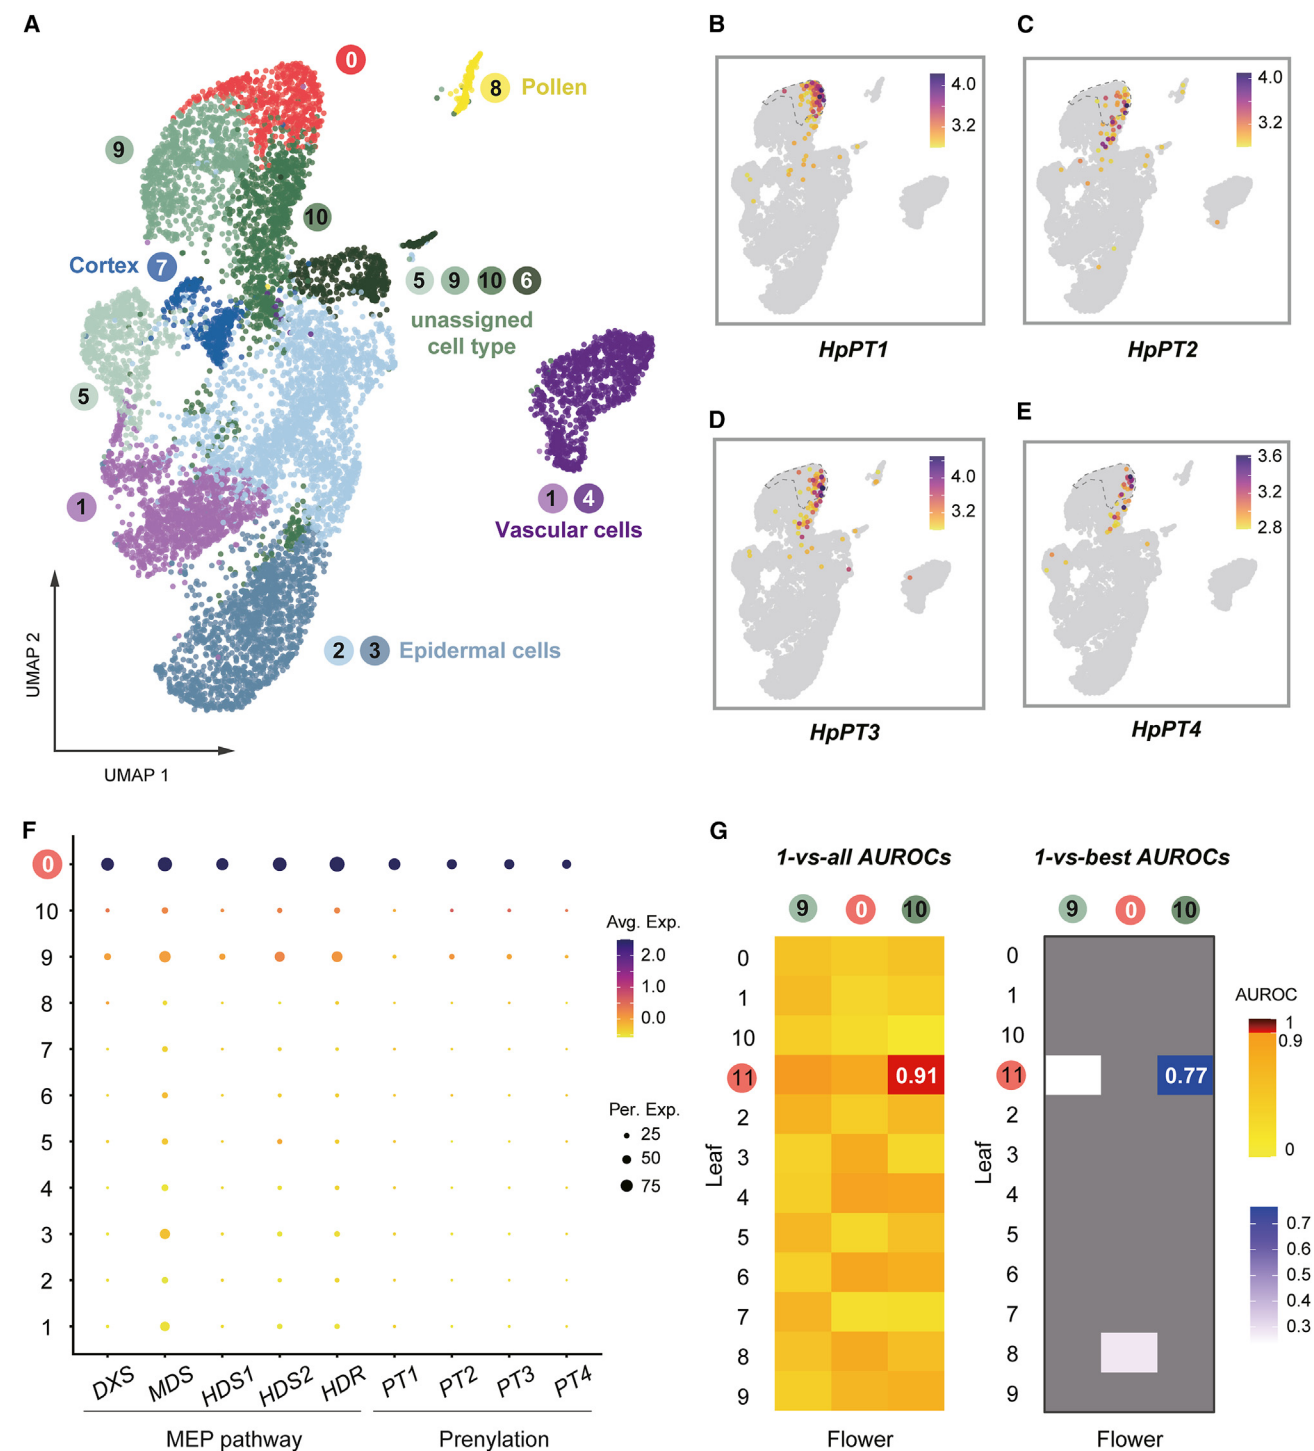 A
0
8 Pollen
9
10
Cortex 7
5 9 10 6
unassigned
cell type
5
1
1 4
Vascular cells
2 3 Epidermal cells
UMAP 2
UMAP 1
B
4.0
3.2
HpPT1
C
4.0
3.2
HpPT2
D
4.0
3.2
HpPT3
E
3.6
3.2
2.8
HpPT4
F
0
10
9
8
7
6
5
4
3
2
1
DXS MDS HDS1 HDS2 HDR PT1 PT2 PT3 PT4
MEP pathway Prenylation
Avg. Exp.
2.0
1.0
0.0
Per. Exp.
25
50
75
G
1-vs-all AUROCs
9 0 10
0
1
10
11 0.91
2
3
4
5
6
7
8
9
Leaf
Flower
1-vs-best AUROCs
9 0 10
0
1
10
11 0.77
2
3
4
5
6
7
8
9
Leaf
Flower
AUROC
1
0.9
0
0.7
0.6
0.5
0.4
0.3